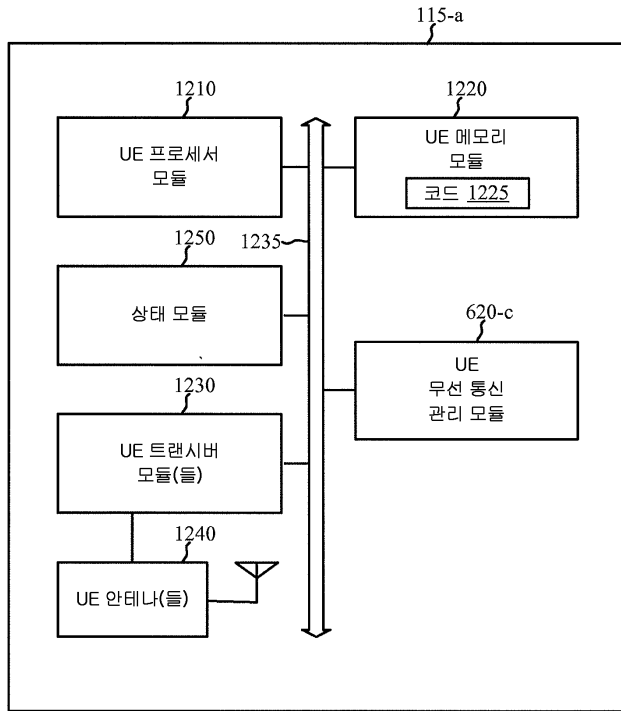 115-a
1210
UE 프로세서
모듈
1220
UE 메모리
모듈
코드 1225
1235
1250
상태 모듈
620-c
UE
무선 통신
관리 모듈
1230
UE 트랜시버
모듈(들)
1240
UE 안테나(들)